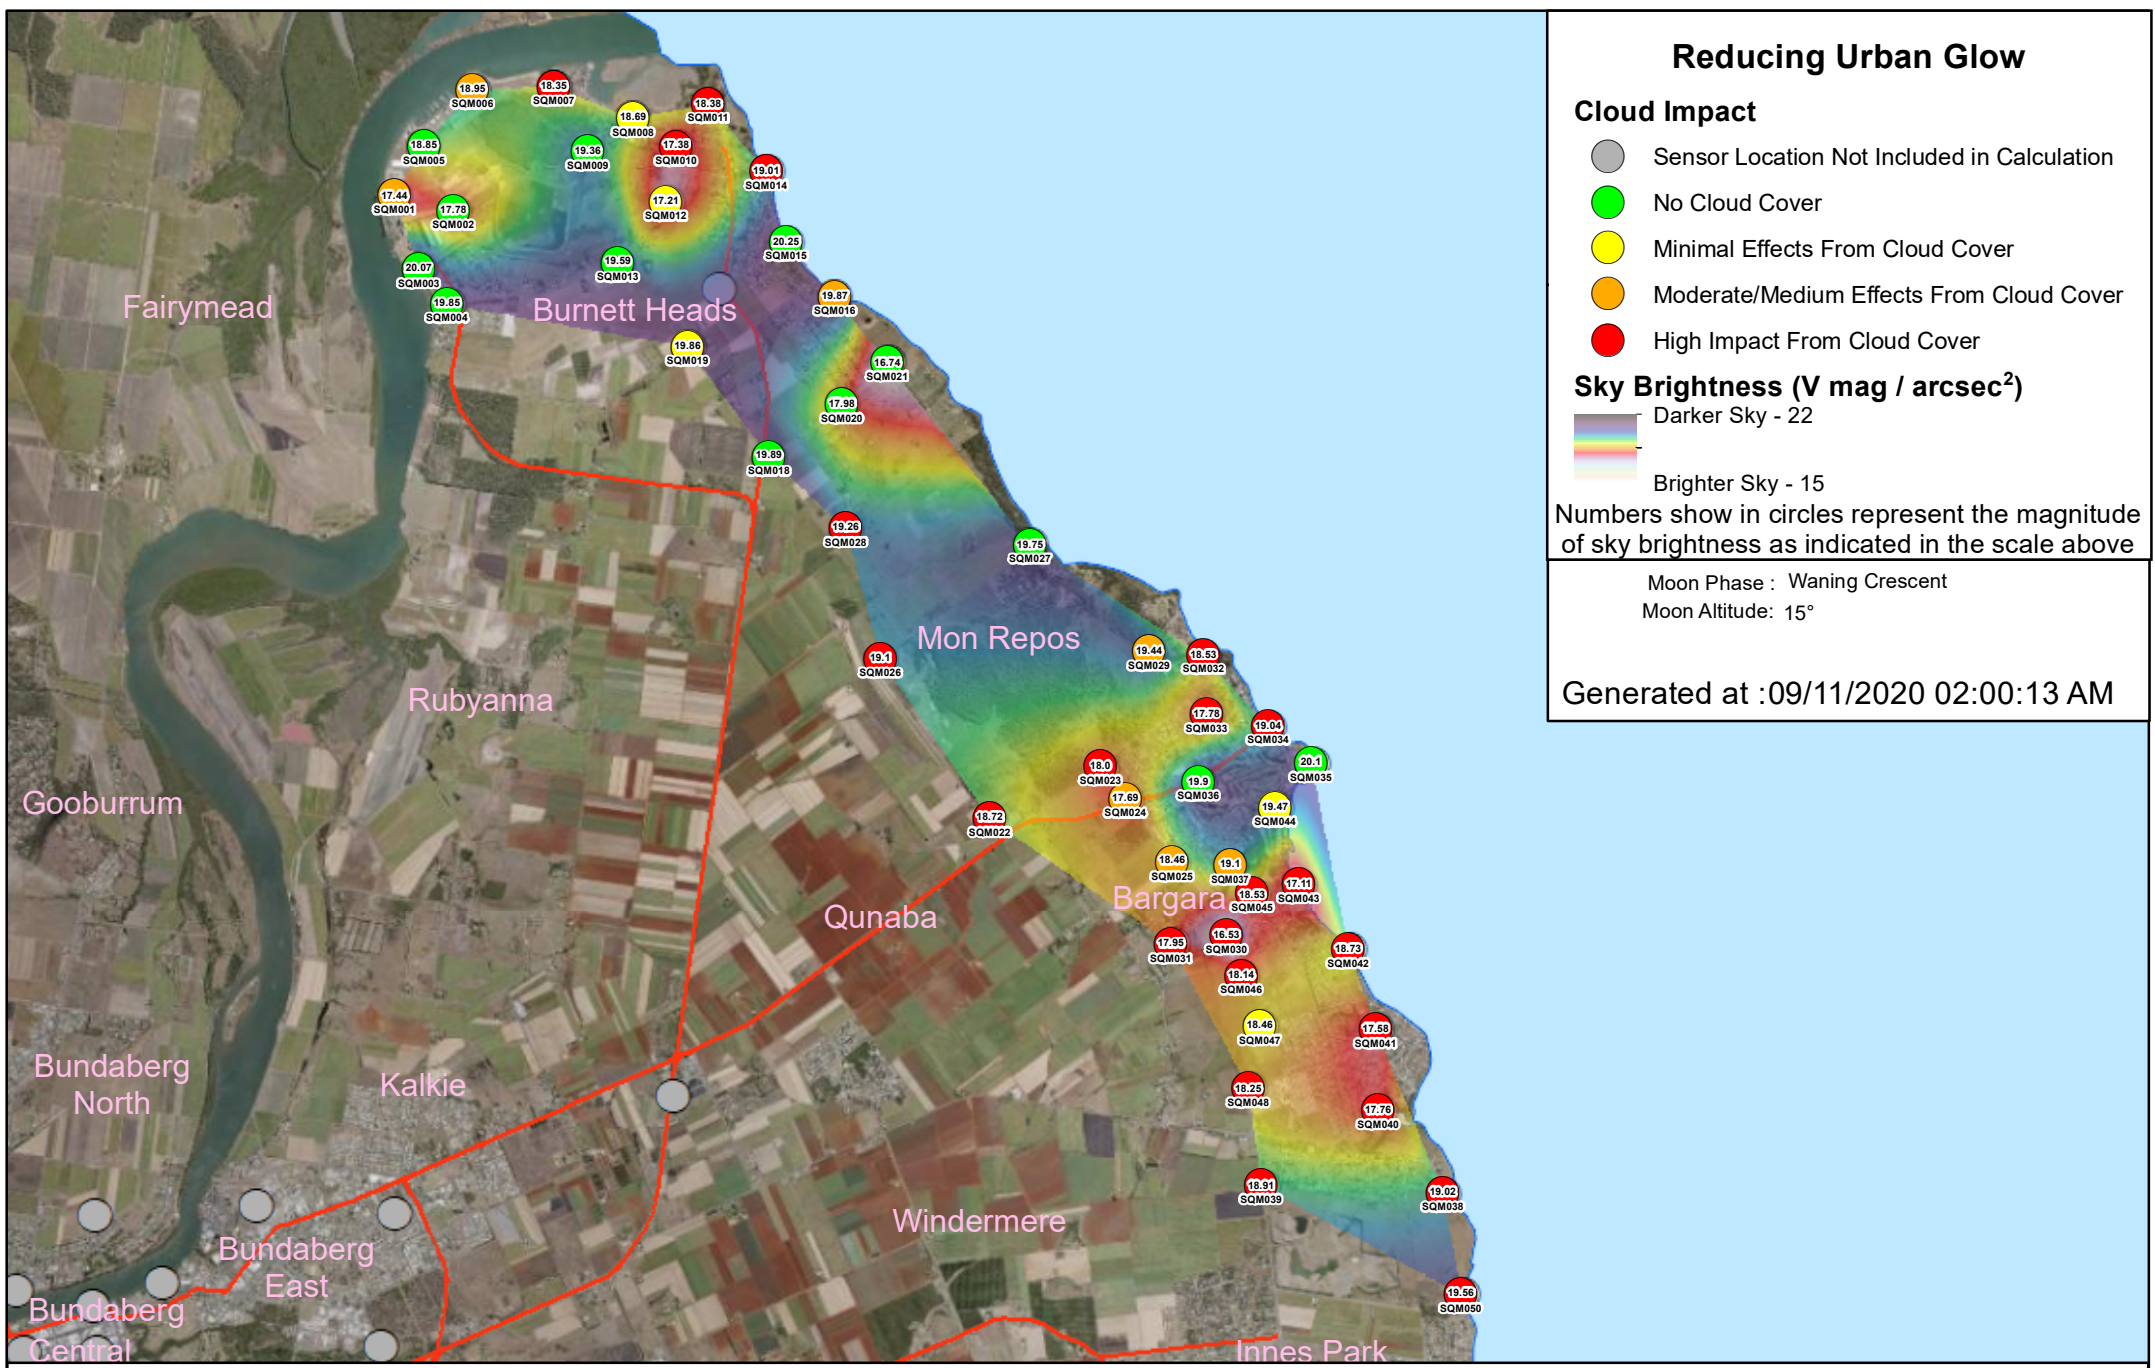 Reducing Urban Glow
Cloud Impact
Sensor Location Not Included in Calculation
No Cloud Cover
Minimal Effects From Cloud Cover
Moderate/Medium Effects From Cloud Cover
High Impact From Cloud Cover
Sky Brightness (V mag / arcsec²)
Darker Sky - 22
Brighter Sky - 15
Numbers show in circles represent the magnitude
of sky brightness as indicated in the scale above
Moon Phase : Waning Crescent
Moon Altitude: 15°
Generated at :09/11/2020 02:00:13 AM
18.95
SQM006
18.35
SQM007
18.69
SQM008
18.38
SQM011
18.85
SQM005
19.36
SQM009
17.38
SQM010
19.01
SQM014
17.44
SQM001
17.78
SQM002
17.21
SQM012
20.25
SQM015
20.07
SQM003
19.59
SQM013
19.85
SQM004
19.87
SQM016
Fairymead
Burnett Heads
19.86
SQM019
16.74
SQM021
17.98
SQM020
19.89
SQM018
19.26
SQM028
19.75
SQM027
Mon Repos
19.1
SQM026
19.44
SQM029
18.53
SQM032
Rubyanna
17.78
SQM033
19.04
SQM034
18.0
SQM023
19.9
SQM036
20.1
SQM035
17.69
SQM024
19.47
SQM044
18.72
SQM022
Gooburrum
18.46
SQM025
19.1
SQM037
17.11
SQM043
18.53
SQM045
Bargara
Qunaba
17.95
SQM031
16.53
SQM030
18.73
SQM042
18.14
SQM046
18.46
SQM047
17.58
SQM041
Bundaberg
North
Kalkie
18.25
SQM048
17.76
SQM040
18.91
SQM039
19.02
SQM038
Windermere
Bundaberg
East
19.56
SQM050
Bundaberg
Central
Innes Park